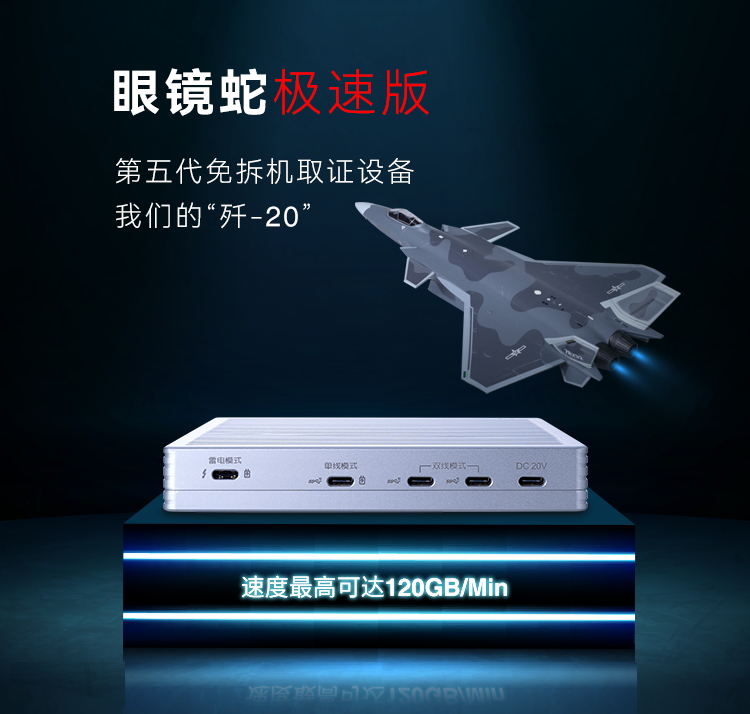 眼镜蛇极速版
第五代免拆机取证设备
我们的“歼-20”
雷电模式
单线模式
双线模式
DC 20V
速度最高可达120GB/Min